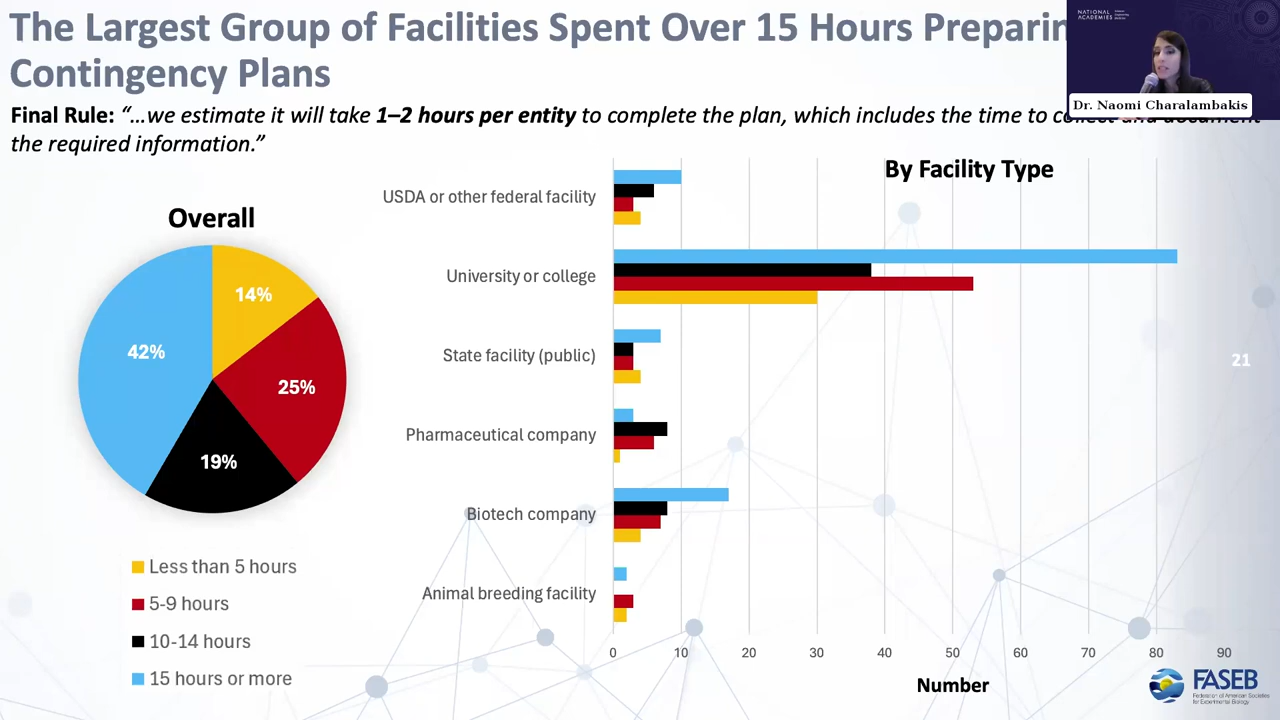 The Largest Group of Facilities Spent Over 15 Hours Preparin
Contingency Plans
NATIONAL
ACADEMIES
Sciences
Engineering
Medicine
Dr. Naomi Charalambakis
Final Rule: “…we estimate it will take 1–2 hours per entity to complete the plan, which includes the time to collect and document
the required information.”
By Facility Type
Overall
14%
25%
19%
42%
Less than 5 hours
5-9 hours
10-14 hours
15 hours or more
USDA or other federal facility
University or college
State facility (public)
Pharmaceutical company
Biotech company
Animal breeding facility
0 10 20 30 40 50 60 70 80 90
Number
21
FASEB
Federation of American Societies
for Experimental Biology